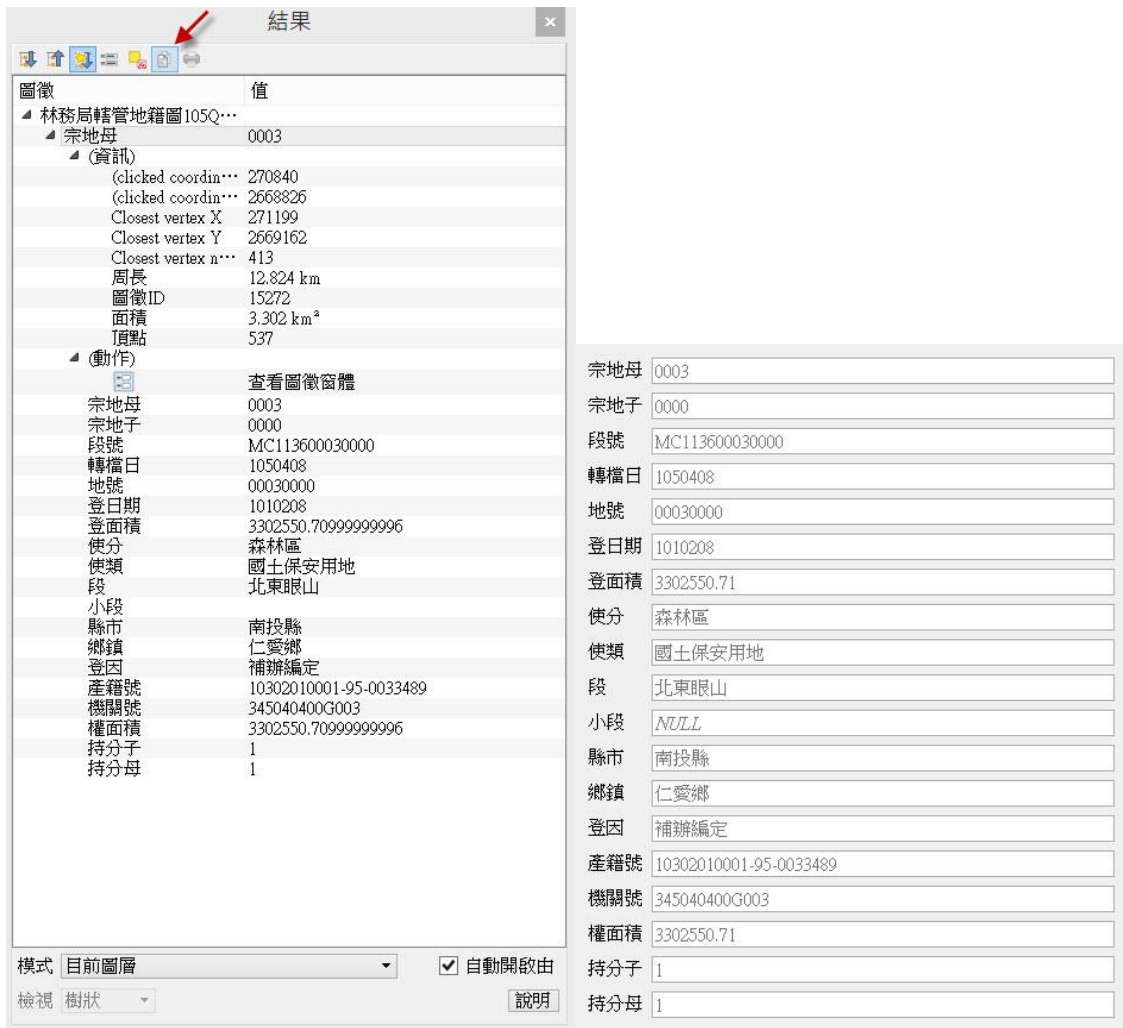 結果
圖徵 值
林務局轄管地籍圖105Q…
宗地母 0003
(資訊)
(clicked coordin… 270840
(clicked coordin… 2668826
Closest vertex X 271199
Closest vertex Y 2669162
Closest vertex n… 413
周長 12.824 km
圖徵ID 15272
面積 3.302 km²
頂點 537
(動作)
查看圖徵窗體
宗地母 0003
宗地子 0000
段號 MC113600030000
轉檔日 1050408
地號 00030000
登日期 1010208
登面積 3302550.70999999996
使分 森林區
使類 國土保安用地
段 北東眼山
小段
縣市 南投縣
鄉鎮 仁愛鄉
登因 補辦編定
產籍號 10302010001-95-0033489
機關號 345040400G003
權面積 3302550.70999999996
持分子 1
持分母 1
模式 目前圖層 自動開啟由
檢視 樹狀 說明
宗地母 0003
宗地子 0000
段號 MC113600030000
轉檔日 1050408
地號 00030000
登日期 1010208
登面積 3302550.71
使分 森林區
使類 國土保安用地
段 北東眼山
小段 NULL
縣市 南投縣
鄉鎮 仁愛鄉
登因 補辦編定
產籍號 10302010001-95-0033489
機關號 345040400G003
權面積 3302550.71
持分子 1
持分母 1